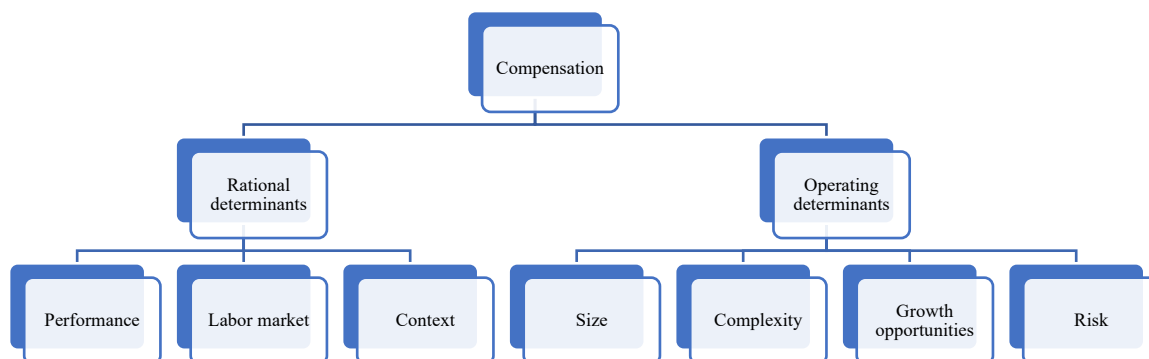 Compensation
Rational
determinants
Operating
determinants
Performance
Labor market
Context
Size
Complexity
Growth
opportunities
Risk